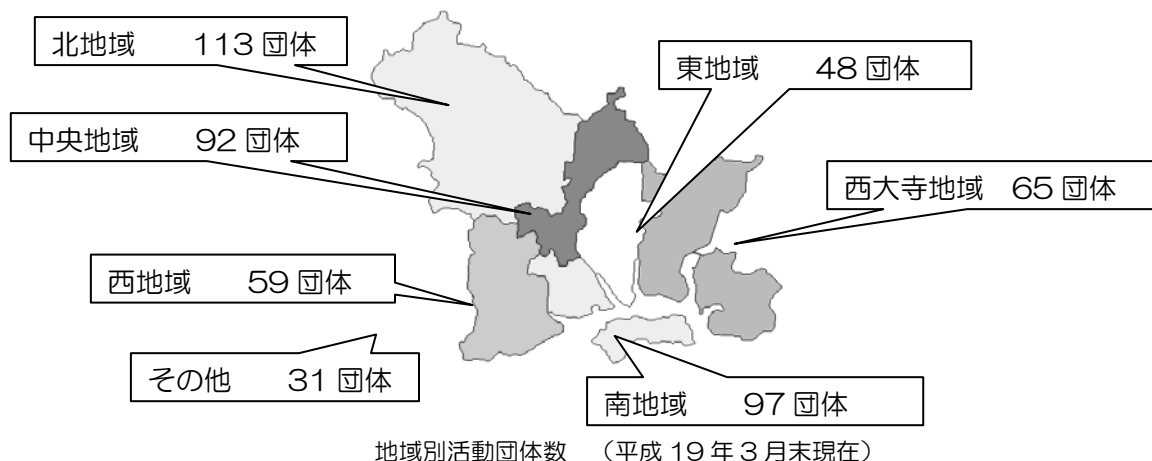 北地域 113 団体
東地域 48 団体
中央地域 92 団体
西大寺地域 65 団体
西地域 59 団体
その他 31 団体
南地域 97 団体
地域別活動団体数 (平成 19 年 3 月末現在)